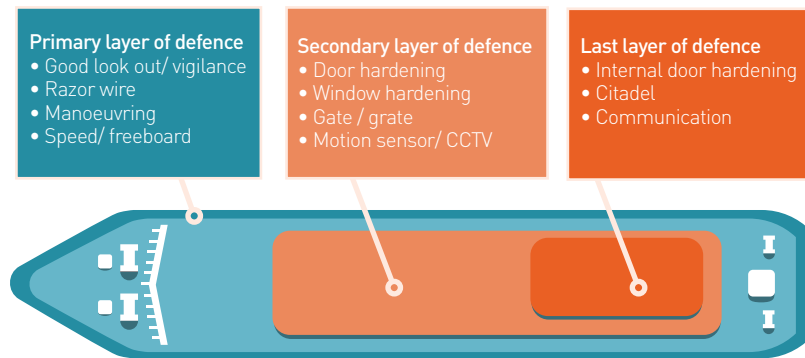 Primary layer of defence
• Good look out/ vigilance
• Razor wire
• Manoeuvring
• Speed/ freeboard
Secondary layer of defence
• Door hardening
• Window hardening
• Gate / grate
• Motion sensor/ CCTV
Last layer of defence
• Internal door hardening
• Citadel
• Communication